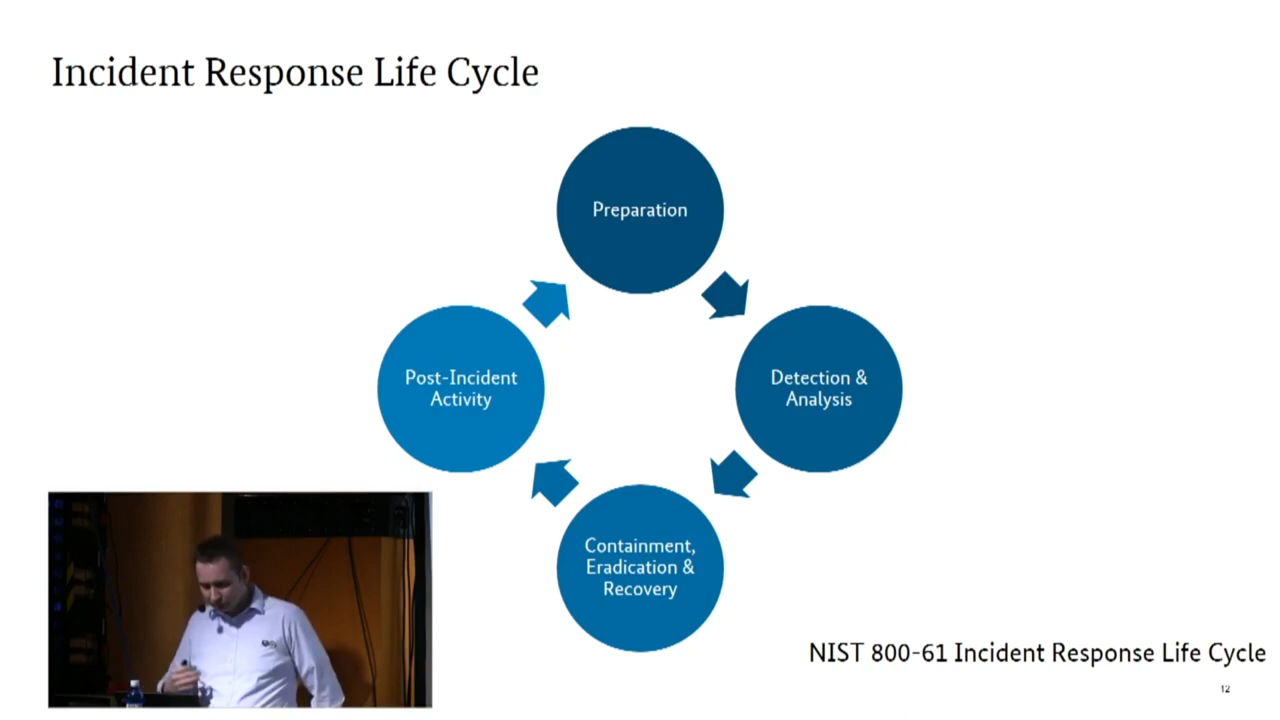 Incident Response Life Cycle
Preparation
Detection &
Analysis
Containment,
Eradication &
Recovery
Post-Incident
Activity
NIST 800-61 Incident Response Life Cycle
12